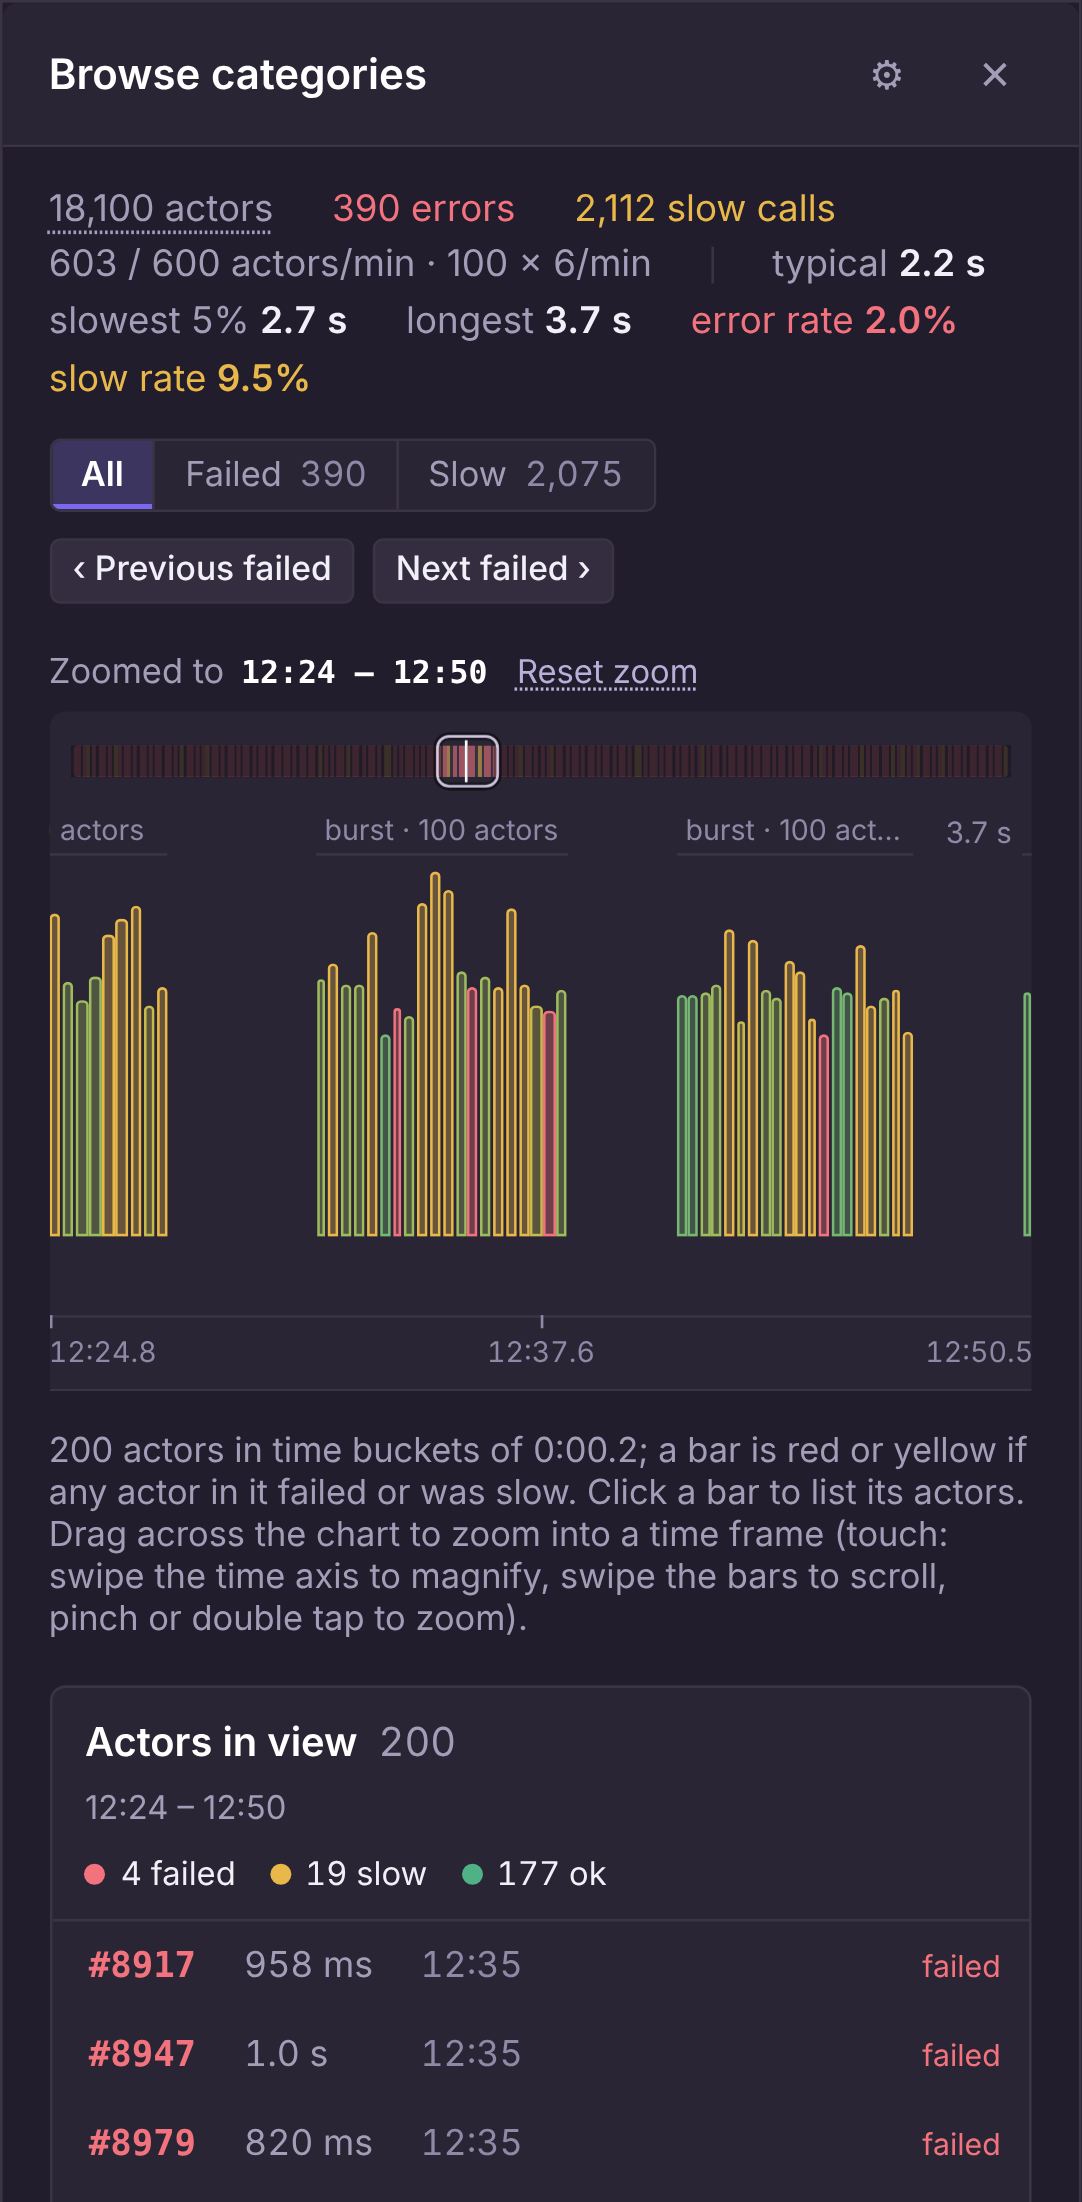 Browse categories
18,100 actors 390 errors 2,112 slow calls
603 / 600 actors/min · 100 × 6/min typical 2.2 s
slowest 5% 2.7 s longest 3.7 s error rate 2.0%
slow rate 9.5%
All Failed 390 Slow 2,075
‹ Previous failed Next failed ›
Zoomed to 12:24 – 12:50 Reset zoom
actors burst · 100 actors burst · 100 act... 3.7 s
12:24.8 12:37.6 12:50.5
200 actors in time buckets of 0:00.2; a bar is red or yellow if
any actor in it failed or was slow. Click a bar to list its actors.
Drag across the chart to zoom into a time frame (touch:
swipe the time axis to magnify, swipe the bars to scroll,
pinch or double tap to zoom).
Actors in view 200
12:24 – 12:50
4 failed 19 slow 177 ok
#8917 958 ms 12:35 failed
#8947 1.0 s 12:35 failed
#8979 820 ms 12:35 failed